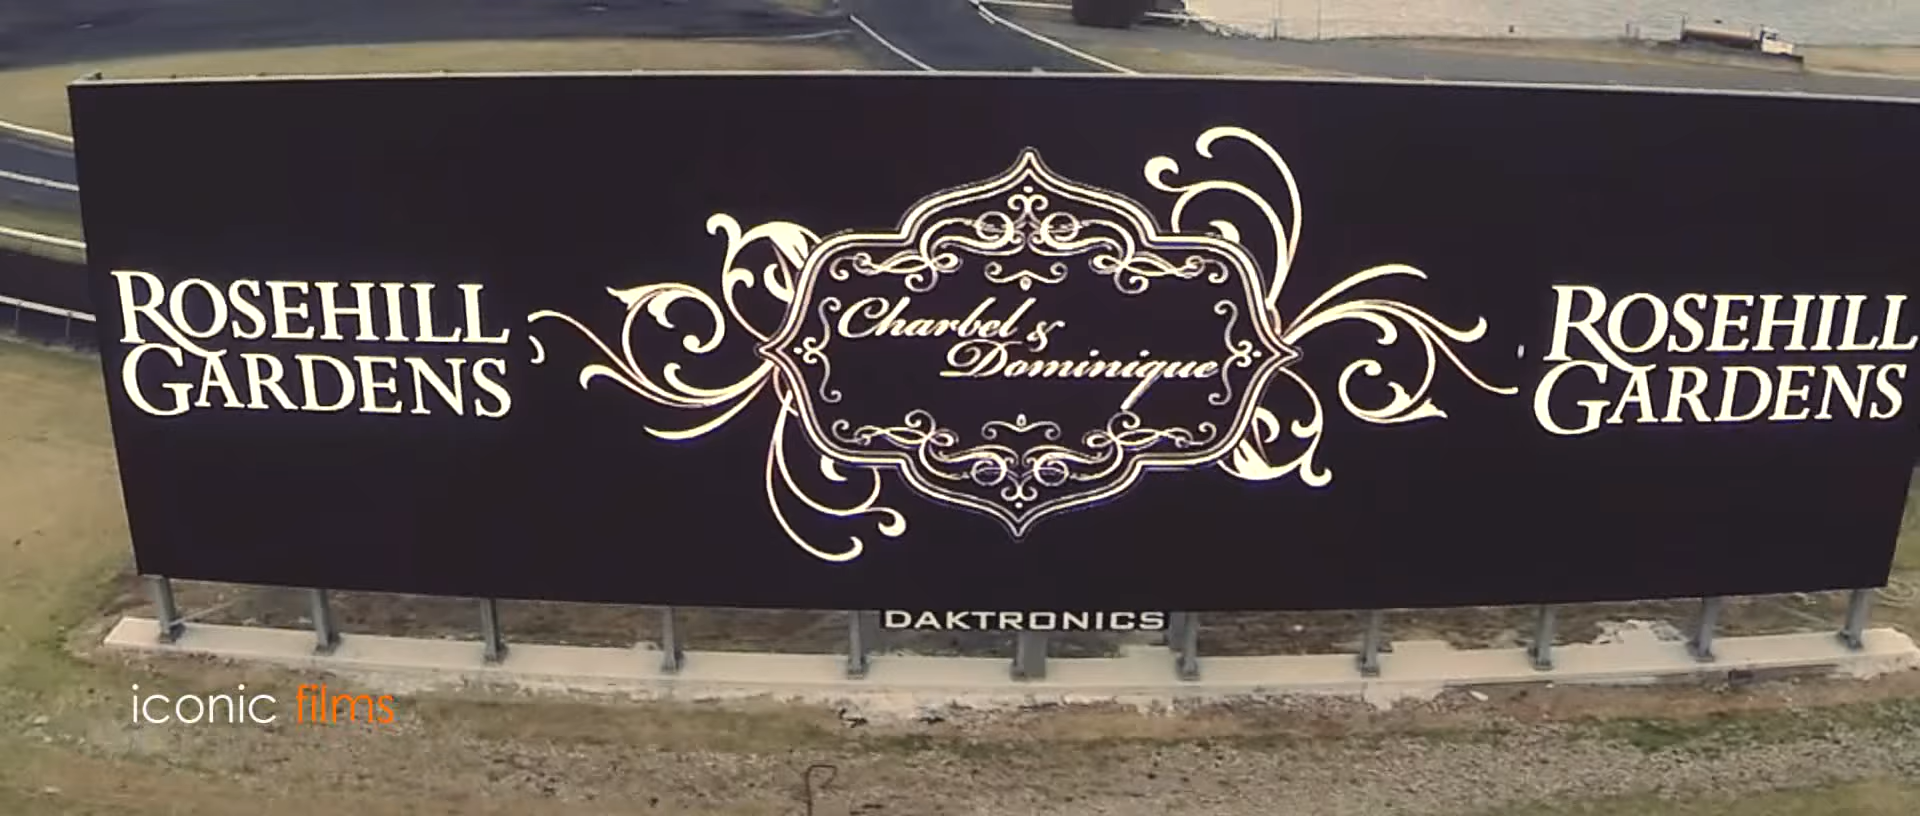 ROSEHILL
GARDENS
Charbel &
Dominique
ROSEHILL
GARDENS
DAKTRONICS
iconic films